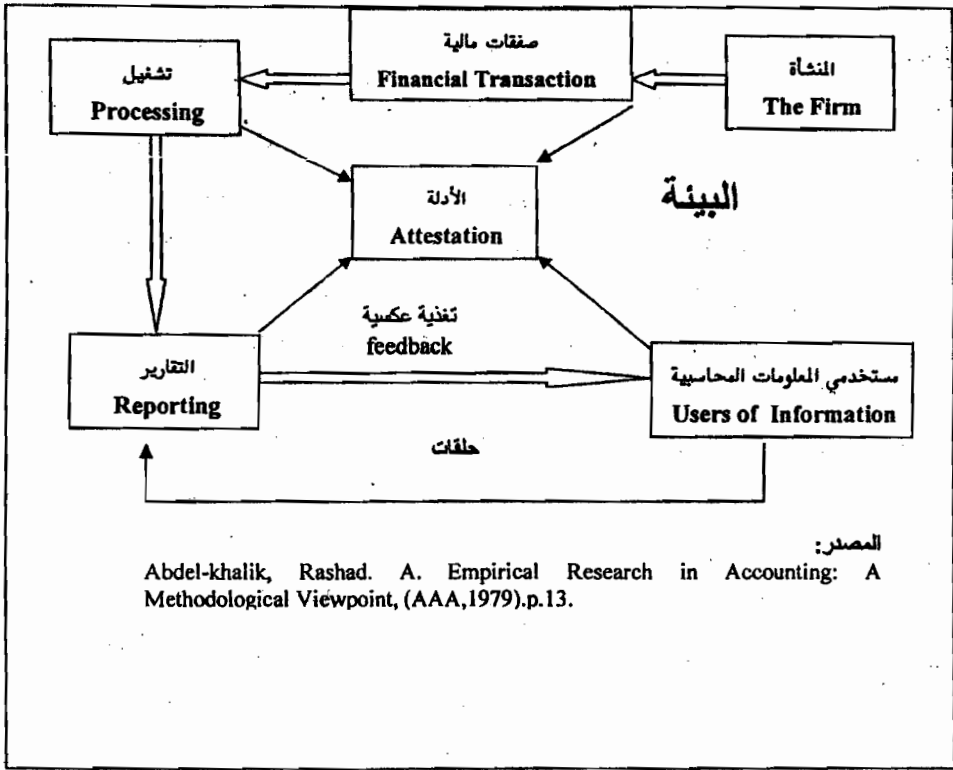 صفقات مالية
Financial Transaction
تشغيل
Processing
المنشأة
The Firm
الأدلة
Attestation
البيئة
تغذية عكسية
feedback
التقارير
Reporting
مستخدمي المعلومات المحاسبية
Users of Information
حلقات
المصدر:
Abdel-khalik, Rashad. A. Empirical Research in Accounting: A
Methodological Viewpoint, (AAA,1979).p.13.